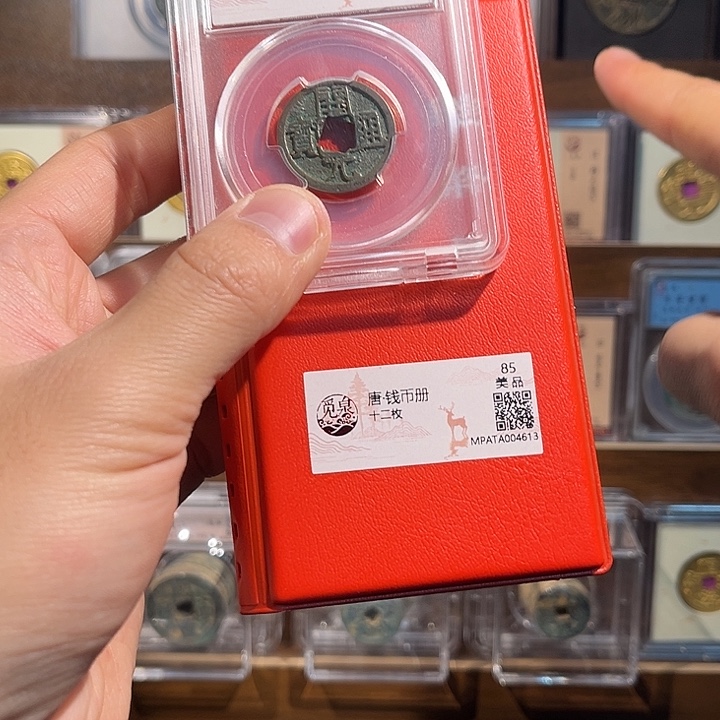 開
寶 通
元
觅泉
唐·钱币册
十二枚
85
美品
MPATA004613